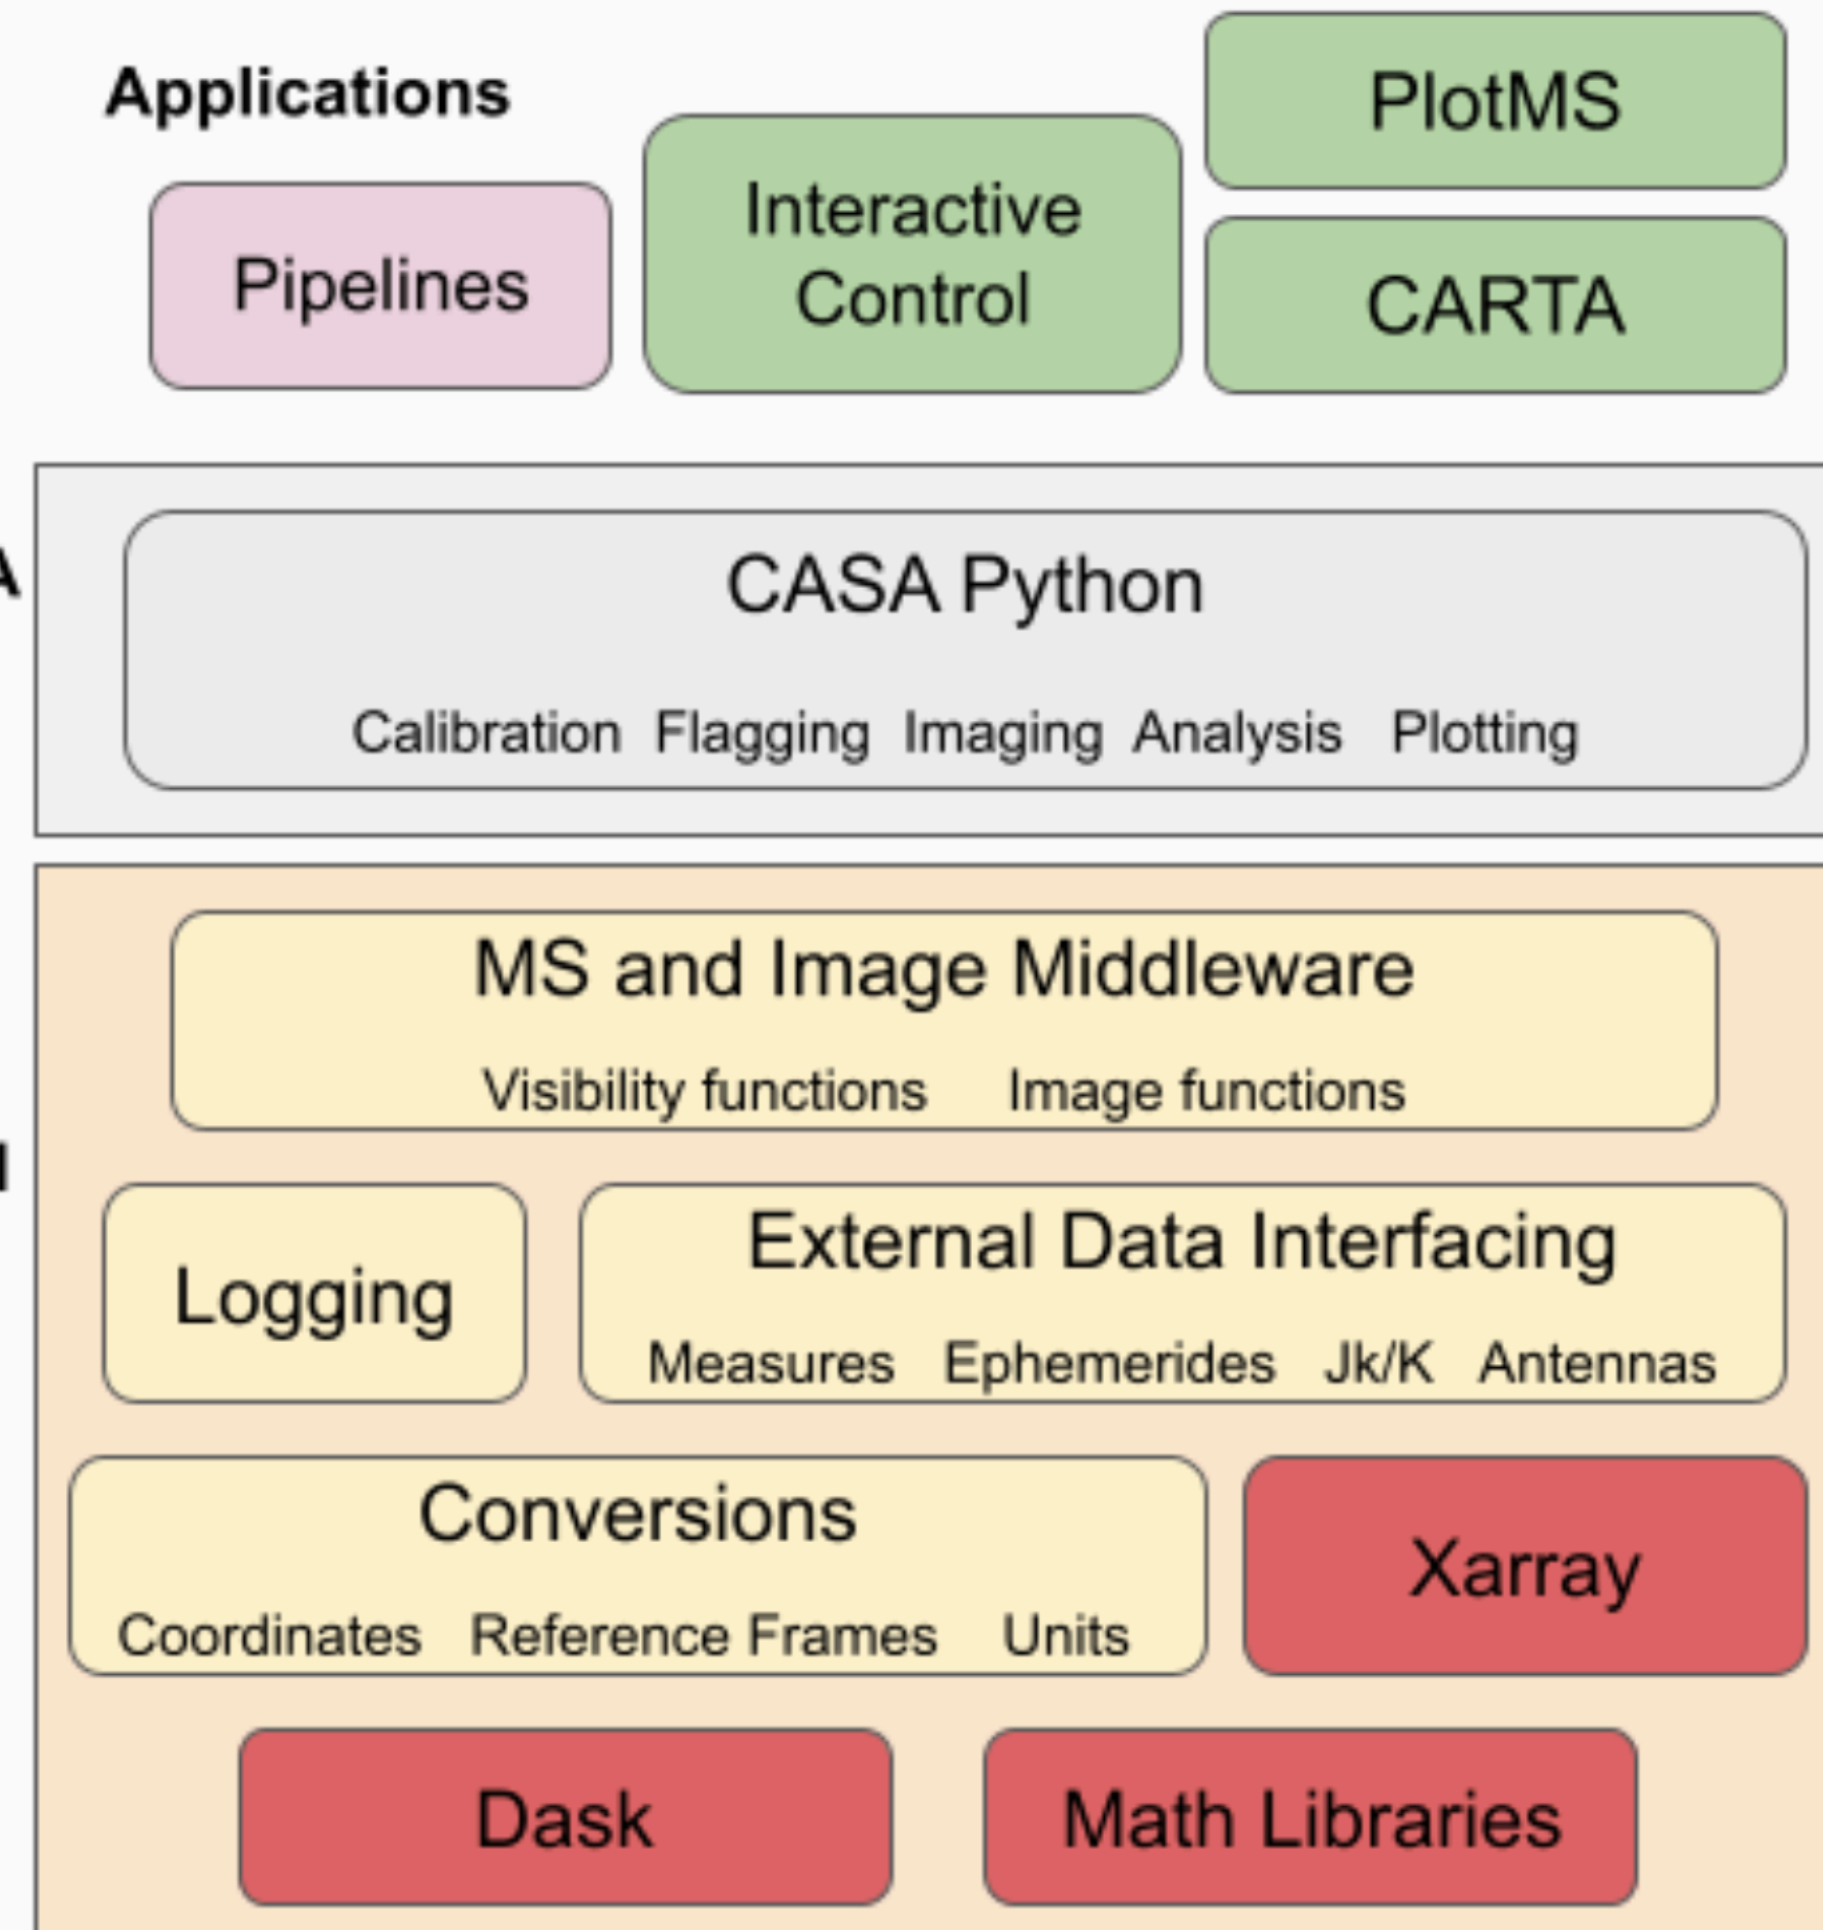 Applications
PlotMS
Pipelines
Interactive
Control
CARTA
A
CASA Python
Calibration Flagging Imaging Analysis Plotting
MS and Image Middleware
Visibility functions Image functions
Logging
External Data Interfacing
Measures Ephemerides Jk/K Antennas
Conversions
Coordinates Reference Frames Units
Xarray
Dask
Math Libraries